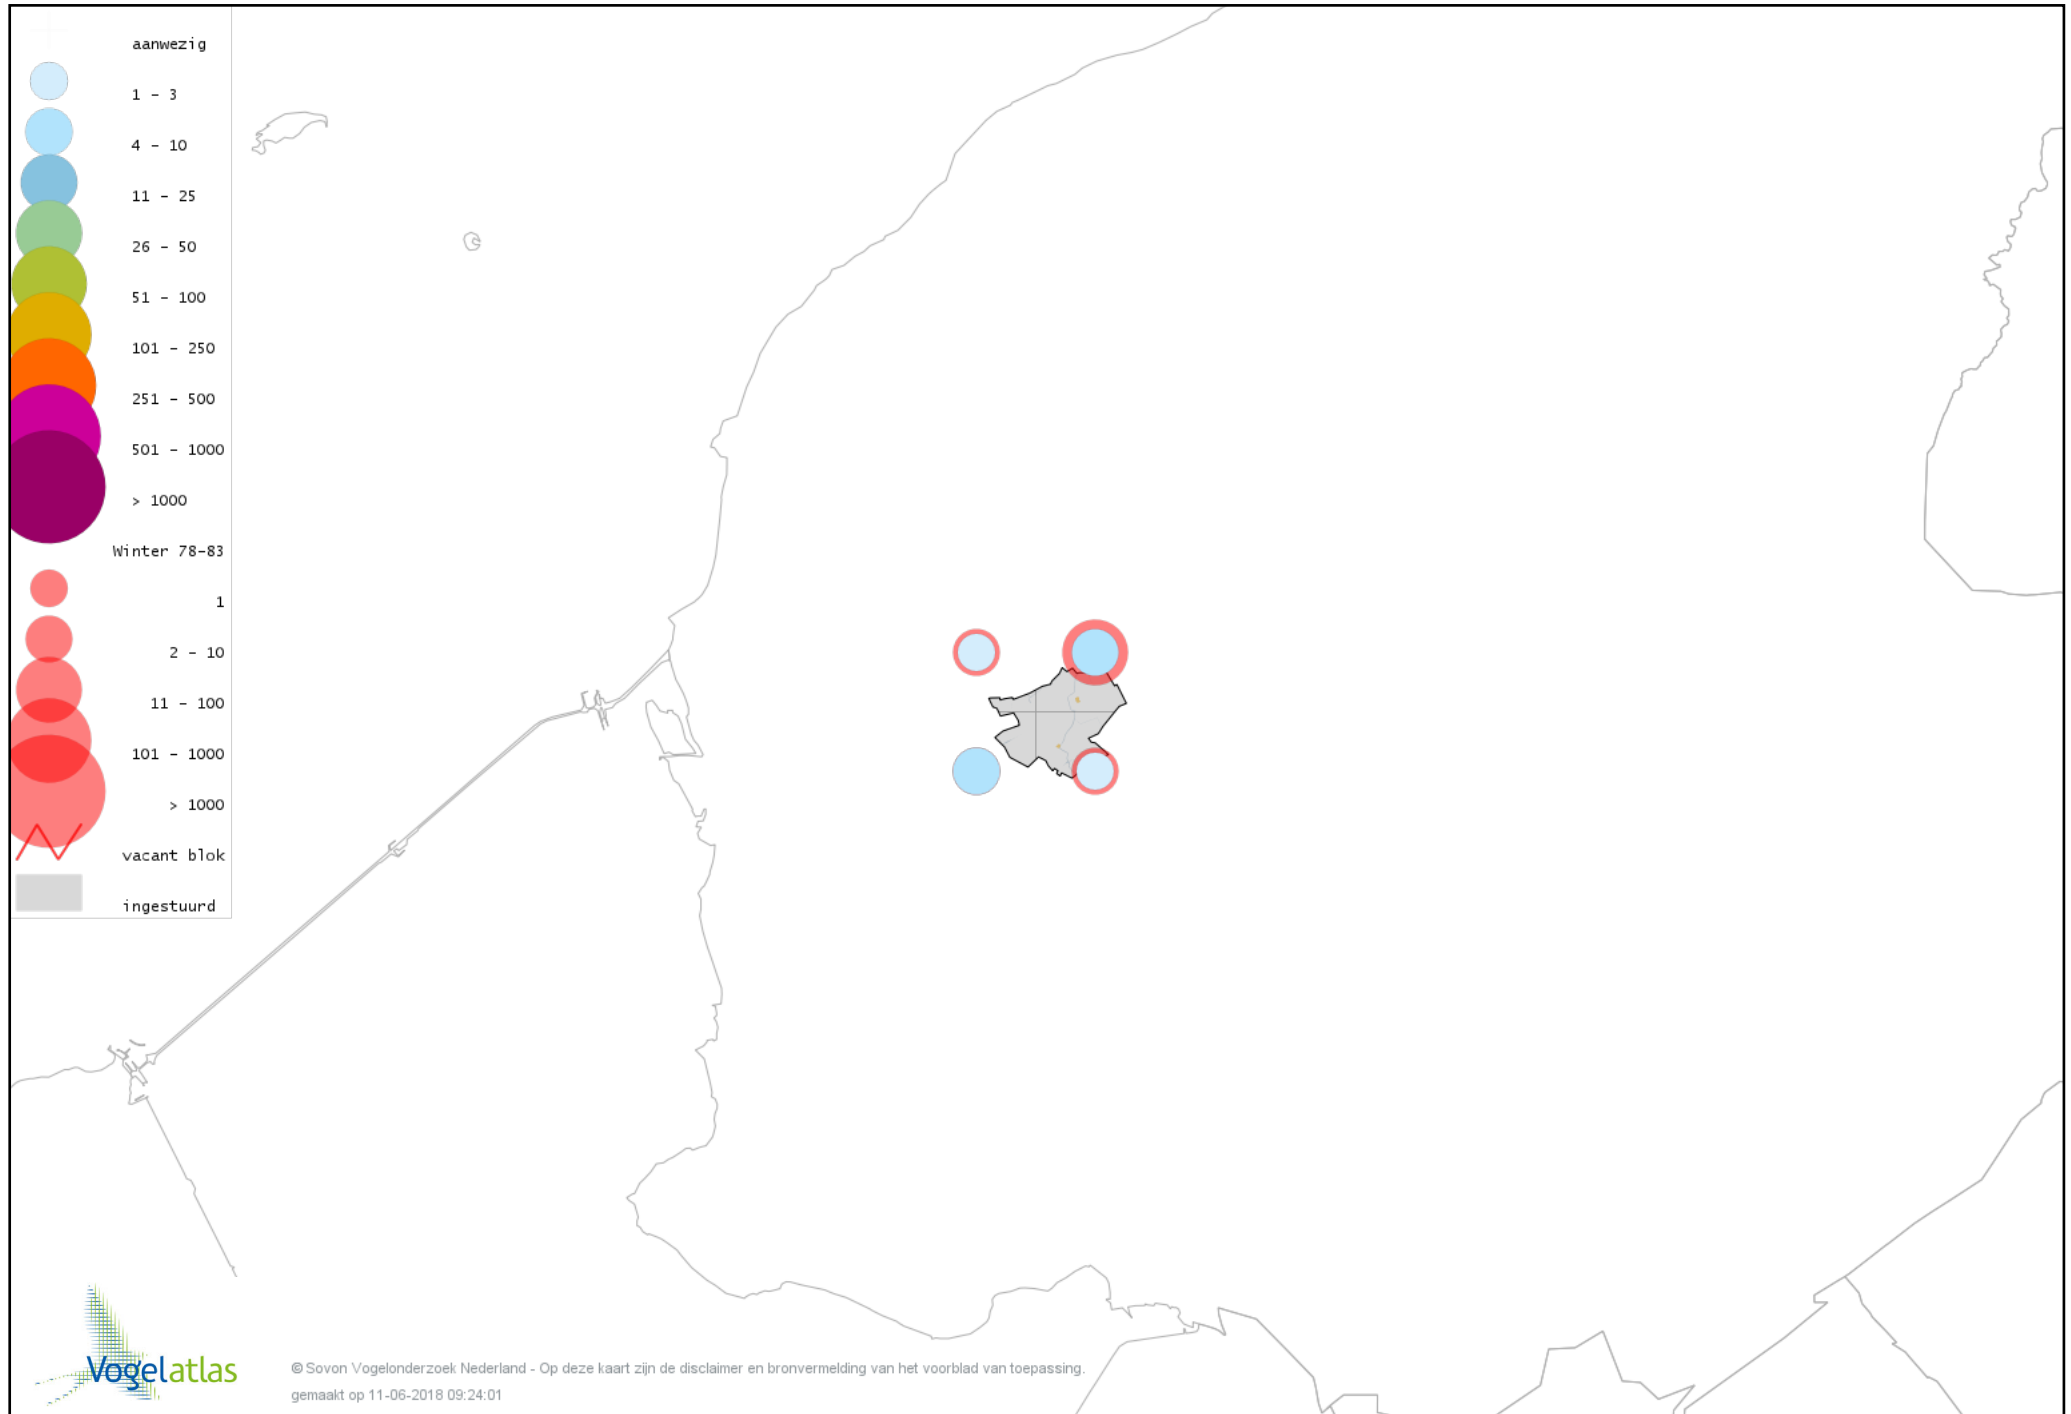 aanwezig
1 - 3
4 - 10
11 - 25
26 - 50
51 - 100
101 - 250
251 - 500
501 - 1000
> 1000
Winter 78-83
1
2 - 10
11 - 100
101 - 1000
> 1000
vacant blok
ingestuurd
Vogelatlas
© Sovon Vogelonderzoek Nederland - Op deze kaart zijn de disclaimer en bronvermelding van het voorblad van toepassing.
gemaakt op 11-06-2018 09:24:01